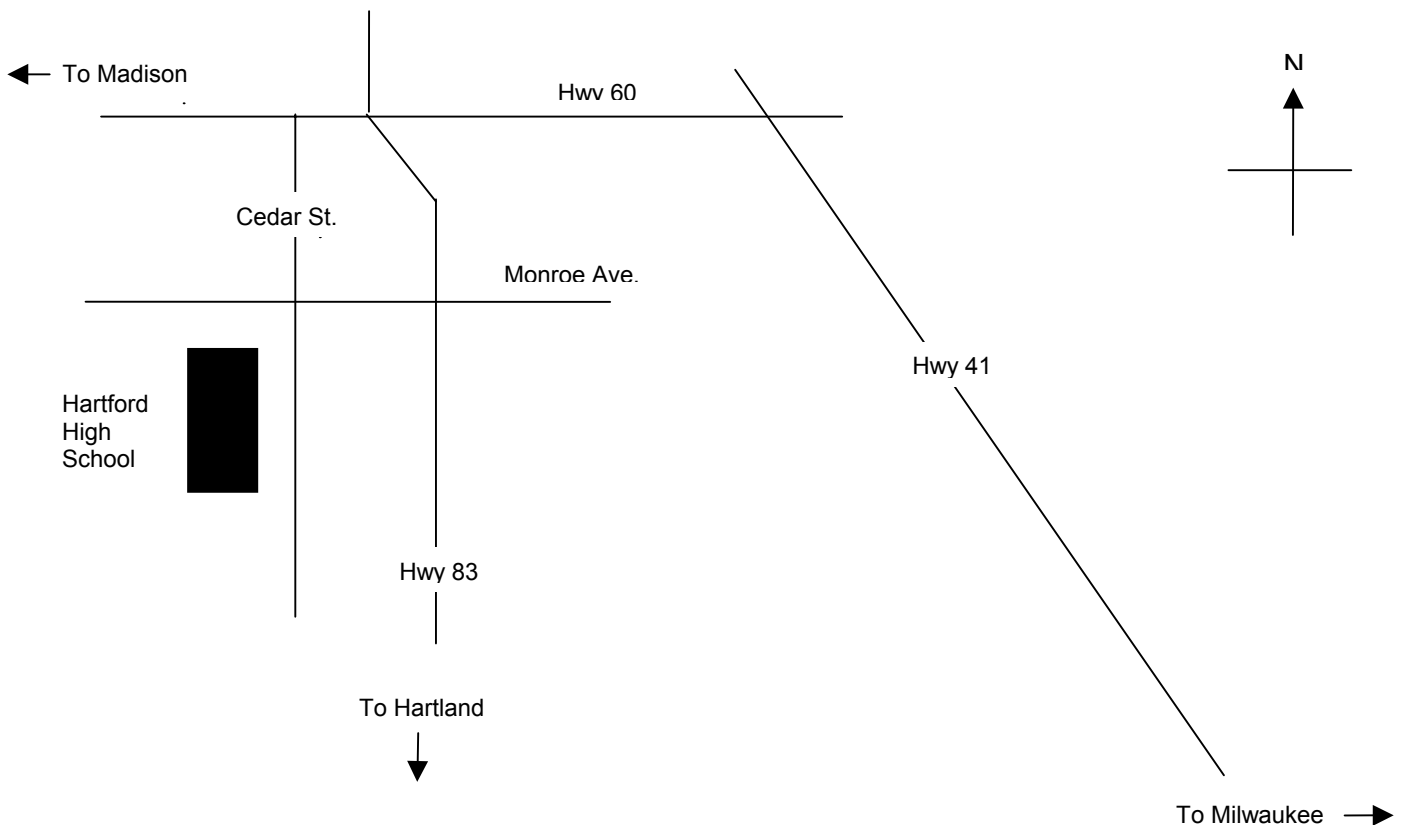 To Madison
Hwy 60
N
Cedar St.
Monroe Ave.
Hwy 41
Hartford
High
School
Hwy 83
To Hartland
To Milwaukee